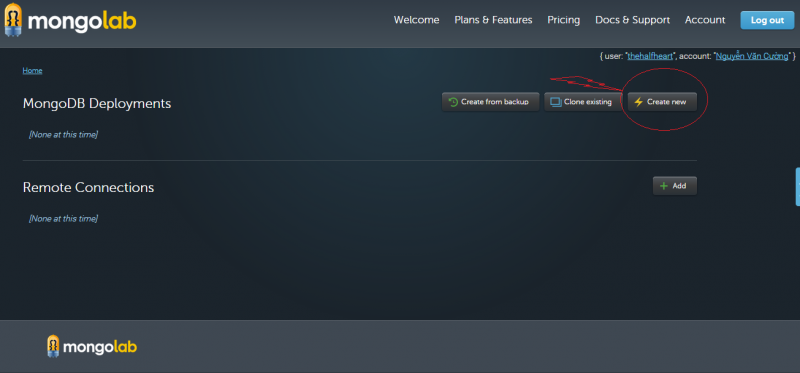 mongolab
Welcome Plans & Features Pricing Docs & Support Account Log out
{ user: "thehalfheart", account: "Nguyễn Văn Cường" }
Home
MongoDB Deployments
Create from backup Clone existing Create new
[None at this time]
Remote Connections
Add
[None at this time]
mongolab